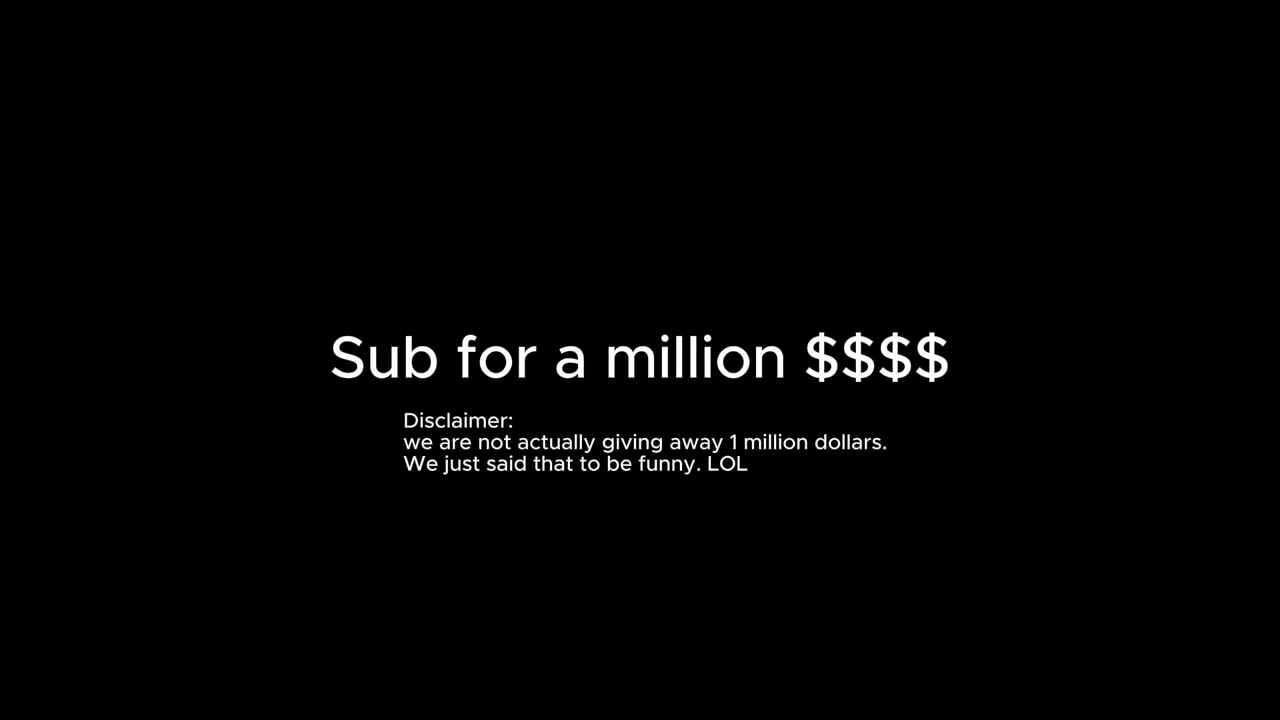 Sub for a million $$$$
Disclaimer:
we are not actually giving away 1 million dollars.
We just said that to be funny. LOL